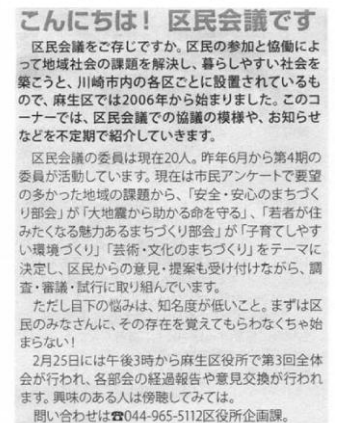 こんにちは! 区民会議です
区民会議をご存じですか。区民の参加と協働によ
って地域社会の課題を解決し、暮らしやすい社会を
築こうと、川崎市内の各区ごとに設置されているも
ので、麻生区では2006年から始まりました。このコ
ーナーでは、区民会議での協議の模様や、お知らせ
などを不定期で紹介していきます。
区民会議の委員は現在20人。昨年6月から第4期の
委員が活動しています。現在は市民アンケートで要望
の多かった地域の課題から、「安全・安心のまちづく
り部会」が「大地震から助かる命を守る」、「若者が住
みたくなる魅力あるまちづくり部会」が「子育てしやす
い環境づくり」「芸術・文化のまちづくり」をテーマに
決定し、区民からの意見・提案も受け付けながら、調
査・審議・試行に取り組んでいます。
ただし目下の悩みは、知名度が低いこと。まずは区
民のみなさんに、その存在を覚えてもらわなくちゃ始
まらない!
2月25日には午後3時から麻生区役所で第3回全体
会が行われ、各部会の経過報告や意見交換が行われ
ます。興味のある人は傍聴してみては。
問い合わせは☎044-965-5112区役所企画課。